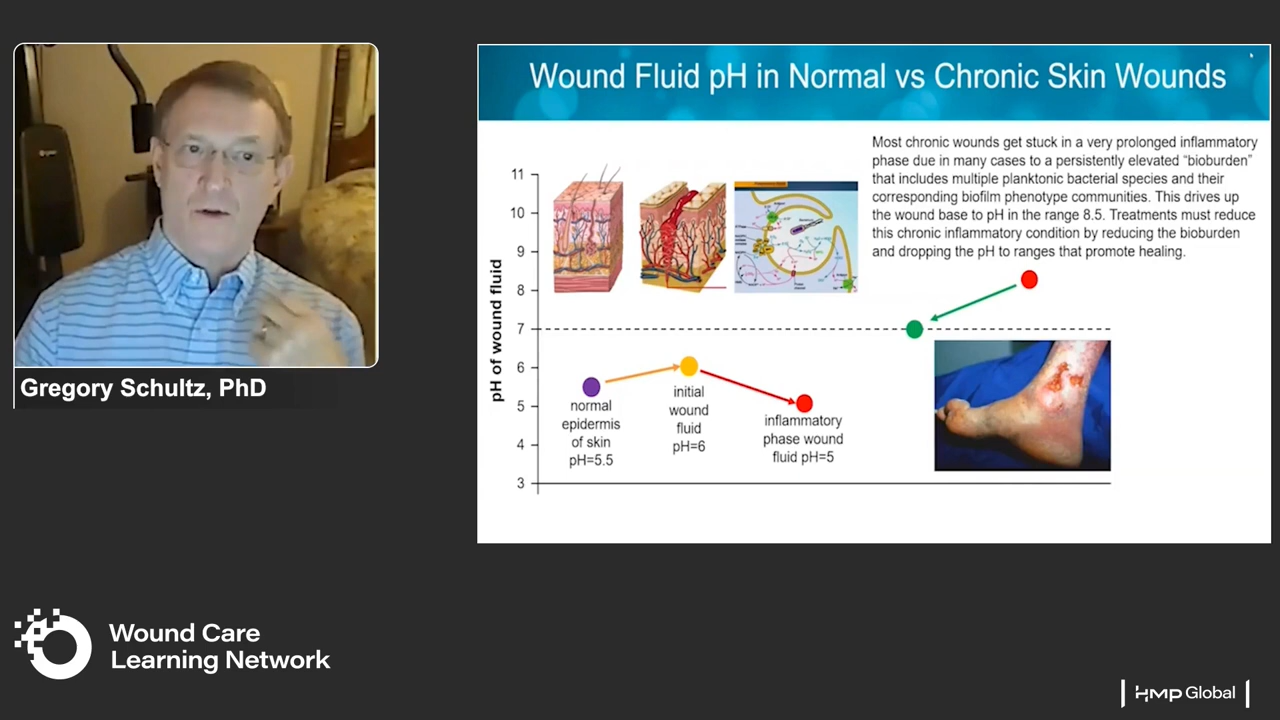 Wound Fluid pH in Normal vs Chronic Skin Wounds
Most chronic wounds get stuck in a very prolonged inflammatory
phase due in many cases to a persistently elevated “bioburden”
that includes multiple planktonic bacterial species and their
corresponding biofilm phenotype communities. This drives up
the wound base to pH in the range 8.5. Treatments must reduce
this chronic inflammatory condition by reducing the bioburden
and dropping the pH to ranges that promote healing.
pH of wound fluid
11
10
9
8
7
6
5
4
3
normal
epidermis
of skin
pH=5.5
initial
wound
fluid
pH=6
inflammatory
phase wound
fluid pH=5
Gregory Schultz, PhD
Wound Care
Learning Network
HMP Global